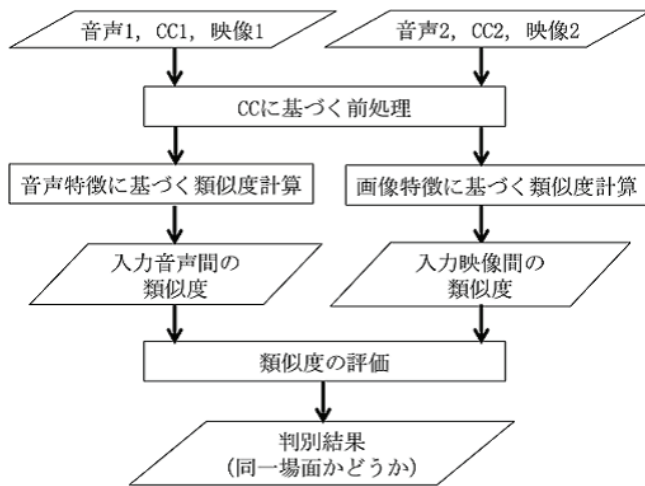 音声1, CC1, 映像1
音声2, CC2, 映像2
CCに基づく前処理
音声特徴に基づく類似度計算
画像特徴に基づく類似度計算
入力音声間の
類似度
入力映像間の
類似度
類似度の評価
判別結果
(同一場面かどうか)